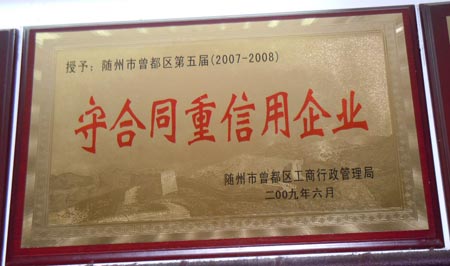 授予：随州市曾都区第五届(2007-2008)
守合同重信用企业
随州市曾都区工商行政管理局
二00九年六月